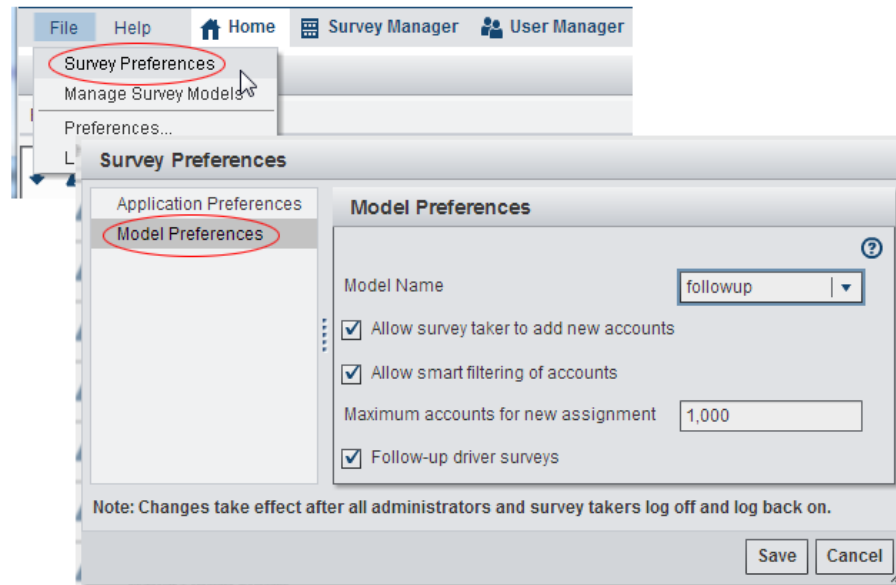 File Help Home Survey Manager User Manager
Survey Preferences
Manage Survey Models
Preferences...
L
Survey Preferences
Application Preferences
Model Preferences
Model Preferences
Model Name followup
Allow survey taker to add new accounts
Allow smart filtering of accounts
Maximum accounts for new assignment 1,000
Follow-up driver surveys
Note: Changes take effect after all administrators and survey takers log off and log back on.
Save Cancel